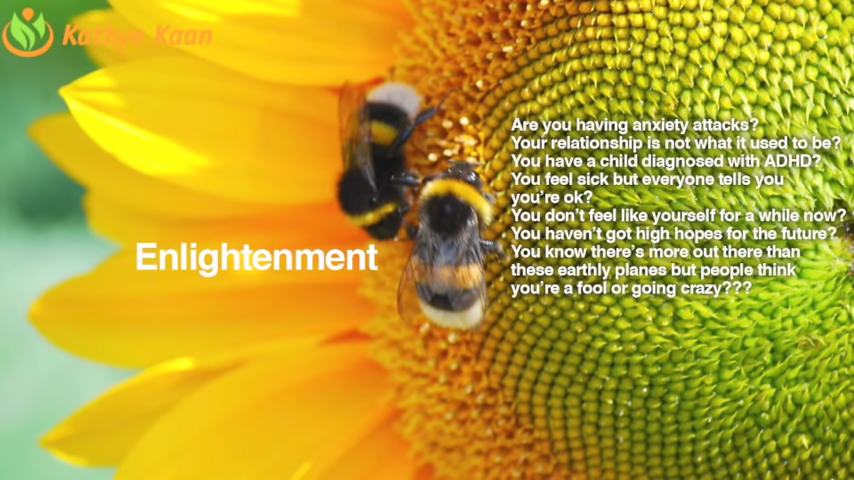 Kathye Kaan
Are you having anxiety attacks?
Your relationship is not what it used to be?
You have a child diagnosed with ADHD?
You feel sick but everyone tells you
you're ok?
You don't feel like yourself for a while now?
You haven't got high hopes for the future?
You know there's more out there than
these earthly planes but people think
you're a fool or going crazy???
Enlightenment